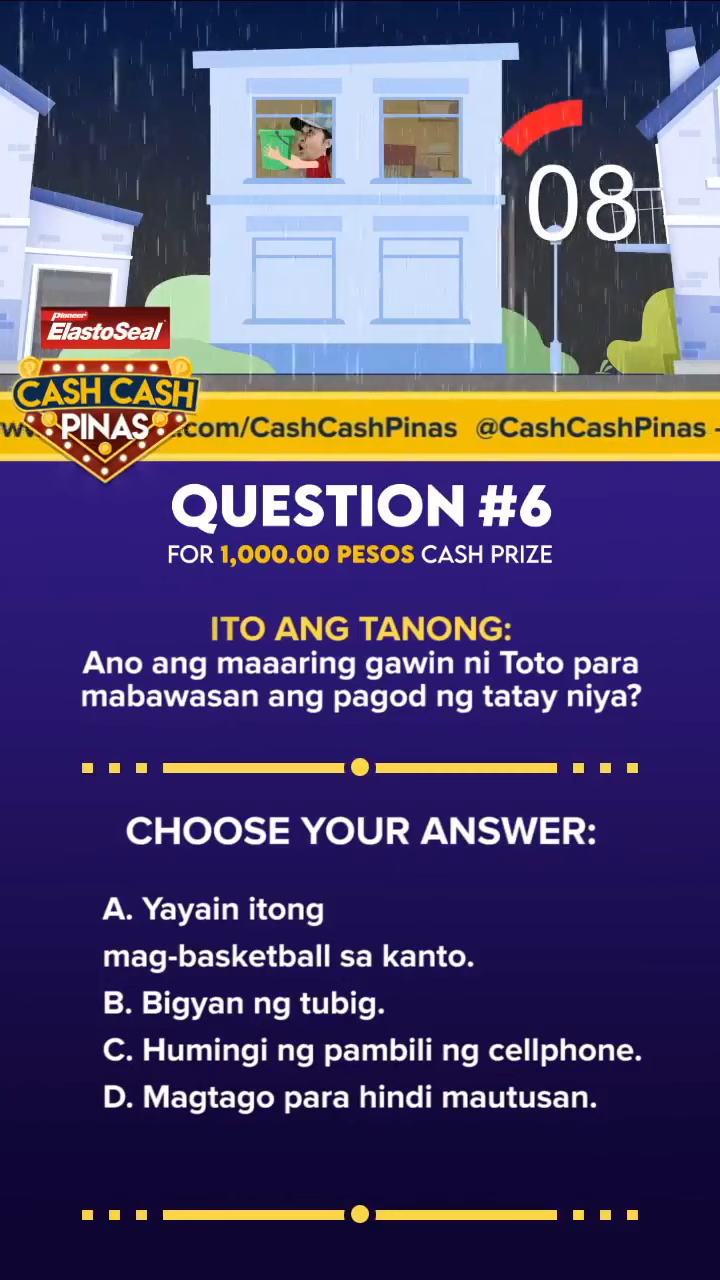 08
Pioneer
ElastoSeal
CASH CASH
PINAS
.com/CashCashPinas @CashCashPinas -
QUESTION #6
FOR 1,000.00 PESOS CASH PRIZE
ITO ANG TANONG:
Ano ang maaaring gawin ni Toto para
mabawasan ang pagod ng tatay niya?
CHOOSE YOUR ANSWER:
A. Yayain itong
mag-basketball sa kanto.
B. Bigyan ng tubig.
C. Humingi ng pambili ng cellphone.
D. Magtago para hindi mautusan.